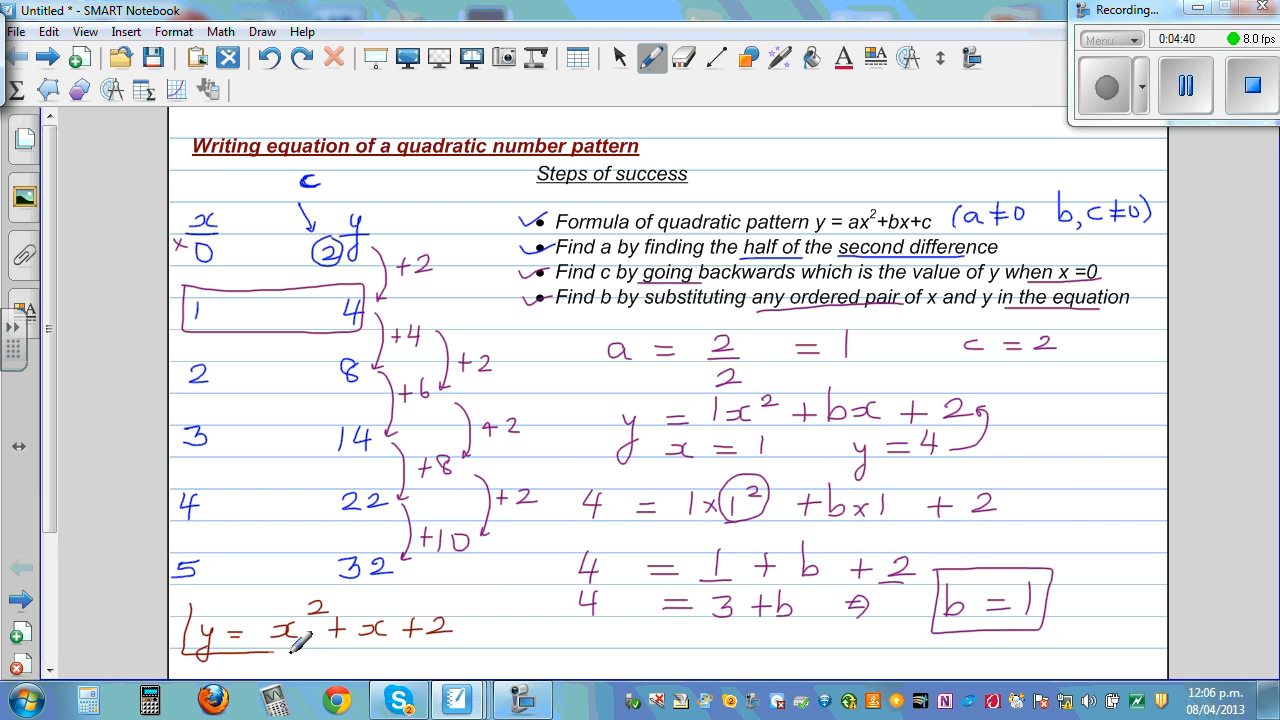 Untitled * - SMART Notebook
Recording...
File Edit View Insert Format Math Draw Help
Menu 0:04:40 8.0 fps
Writing equation of a quadratic number pattern
Steps of success
c
x y
Formula of quadratic pattern y = ax²+bx+c (a≠0 b,c≠0)
x 0 2 +2
Find a by finding the half of the second difference
Find c by going backwards which is the value of y when x =0
Find b by substituting any ordered pair of x and y in the equation
1 4
+4 +2
a = 2/2 = 1 c = 2
2 8
+6
y = 1x² + bx + 2
+2
3 14
x = 1 y = 4
+8
4 22 +2
4 = 1×1² + b×1 + 2
+10
5 32
4 = 1 + b + 2
4 = 3 + b ⇒ b = 1
y = x² + x + 2
12:06 p.m.
08/04/2013